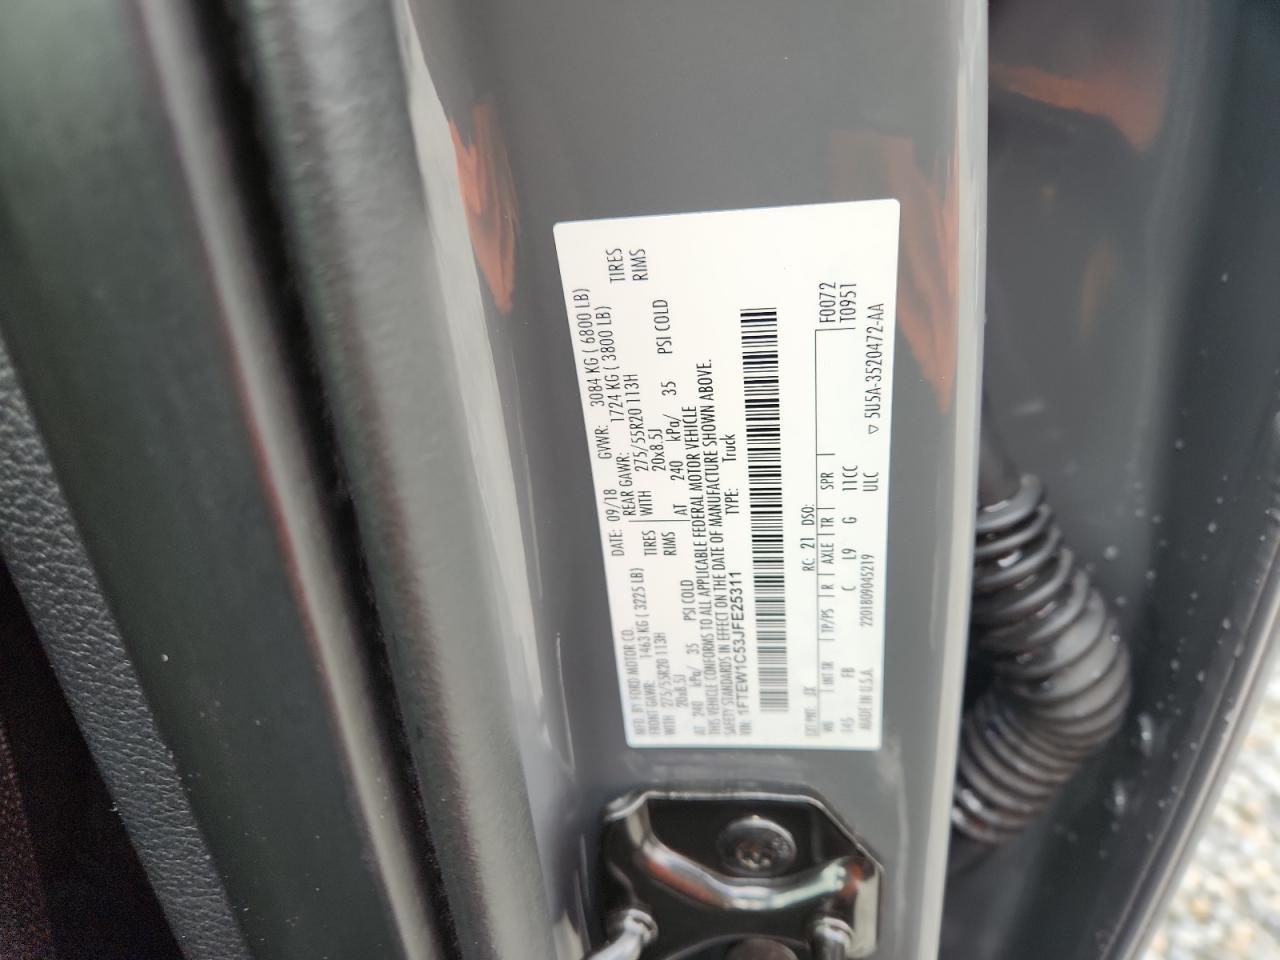 MFD. BY FORD MOTOR CO.
DATE: 09/18 GVWR: 3084 KG ( 6800 LB)
FRONT GAWR: 1463 KG ( 3225 LB) REAR GAWR: 1724 KG ( 3800 LB)
WITH 275/55R20 113H TIRES WITH 275/55R20 113H TIRES
20x8.5J RIMS 20x8.5J RIMS
AT 240 kPa/ 35 PSI COLD AT 240 kPa/ 35 PSI COLD
THIS VEHICLE CONFORMS TO ALL APPLICABLE FEDERAL MOTOR VEHICLE
SAFETY STANDARDS IN EFFECT ON THE DATE OF MANUFACTURE SHOWN ABOVE.
VIN: 1FTEW1C53JFE25311 TYPE: Truck
EXT PNT: JX RC: 21 DSO: F0072
WB INT TR TP/PS R AXLE TR SPR T0951
145 FB C L9 G 11CC
MADE IN U.S.A. 2201809045219 ULC
▽ 5U5A-3520472-AA